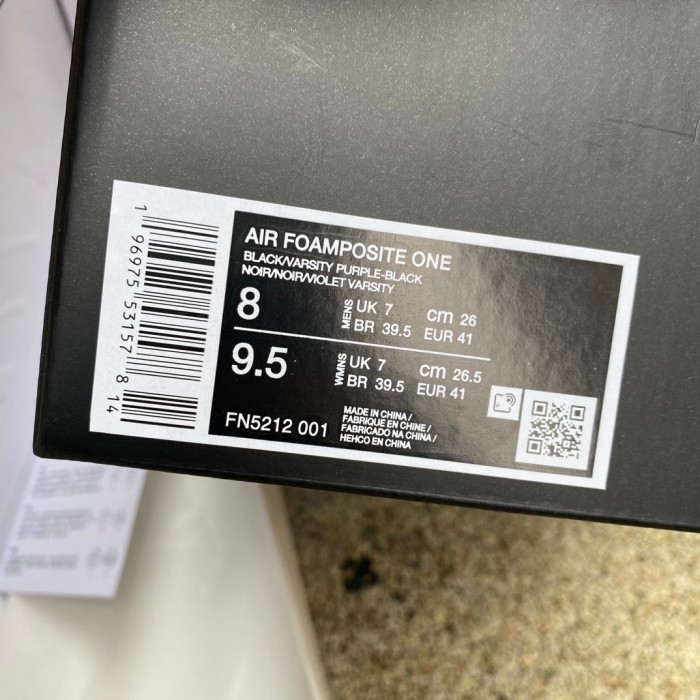 AIR FOAMPOSITE ONE
BLACK/VARSITY PURPLE-BLACK
NOIR/NOIR/VIOLET VARSITY
8 MENS UK 7 cm 26
BR 39.5 EUR 41
9.5 WMNS UK 7 cm 26.5
BR 39.5 EUR 41
FN5212 001
MADE IN CHINA /
FABRIQUE EN CHINE /
FABRICADO NA CHINA /
HEHCO EN CHINA
1 96975 53157 8 14